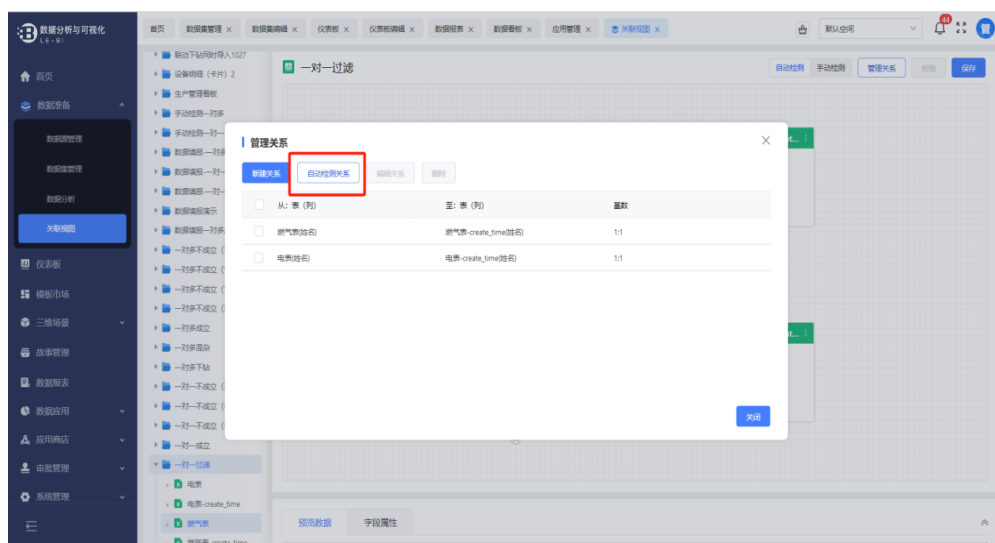 数据分析与可视化
LE-BI
首页
数据集管理 ×
数据集编辑 ×
仪表板 ×
仪表板编辑 ×
数据报表 ×
数据看板 ×
应用管理 ×
关联视图 ×
默认空间
44
首页
数据准备
数据源管理
数据集管理
数据分析
关联视图
仪表板
模板市场
三维场景
故事管理
数据报表
数据应用
应用商店
审批管理
系统管理
联动下钻同时导入1027
设备明细（卡片）2
生产管理看板
手动检测一对多
手动检测一对一
数据填报-一对多
数据填报-一对一
数据填报一对一
数据填报演示
数据填报一对多
一对多不成立（
一对多不成立（
一对多不成立（
一对多不成立（
一对多成立
一对多混杂
一对多下钻
一对一不成立（
一对一不成立（
一对一不成立（
一对一成立
一对一过滤
电表
电表-create_time
燃气表
燃气表-create_time
一对一过滤
自动检测
手动检测
管理关系
校验
保存
t... ⋮
t... ⋮
管理关系
新建关系
自动检测关系
编辑关系
删除
从: 表 (列)
至: 表 (列)
基数
燃气表(姓名)
燃气表-create_time(姓名)
1:1
电表(姓名)
电表-create_time(姓名)
1:1
关闭
预览数据
字段属性